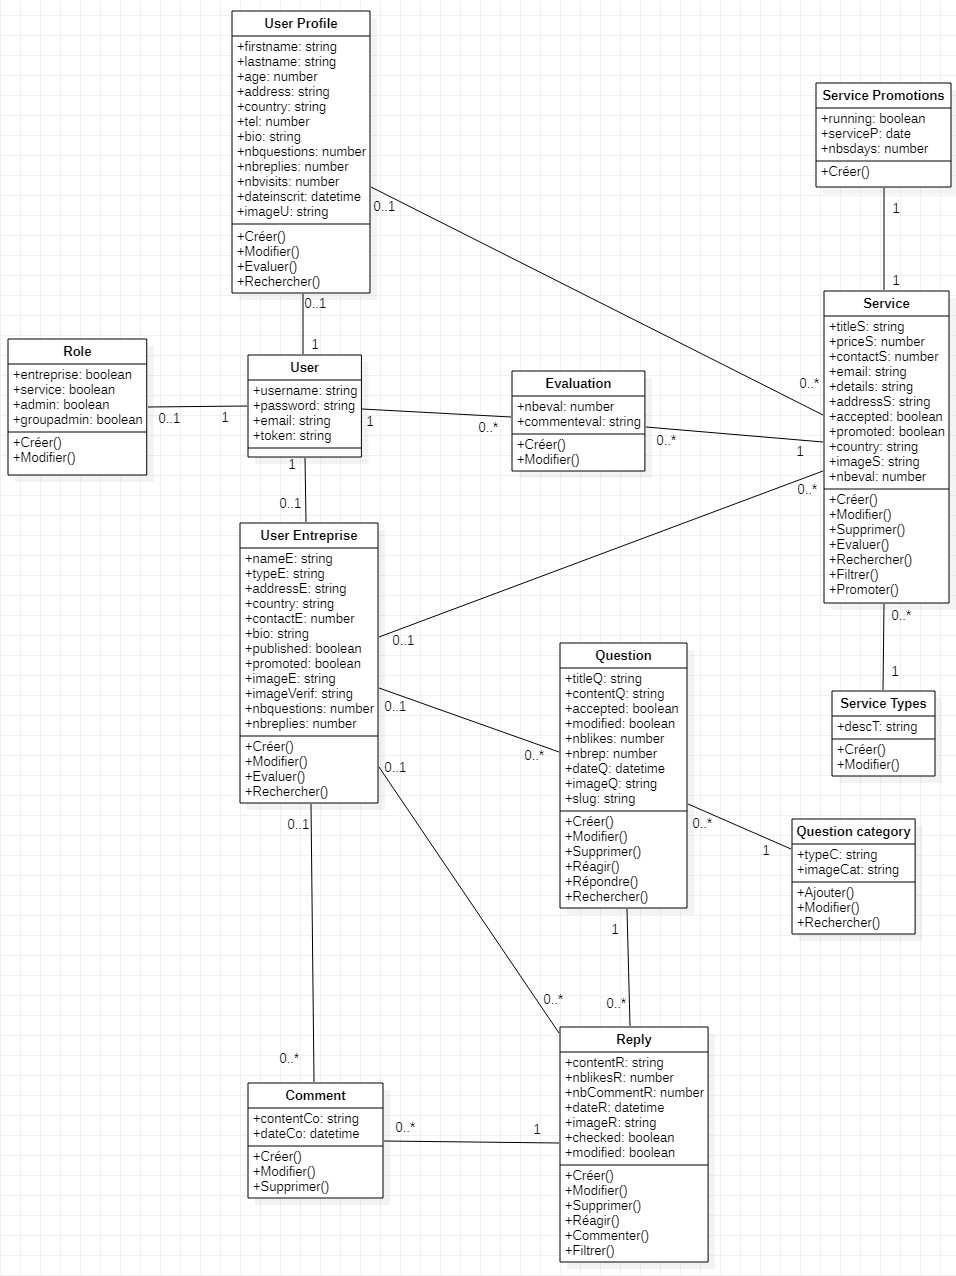 User Profile
+firstname: string
+lastname: string
+age: number
+address: string
+country: string
+tel: number
+bio: string
+nbquestions: number
+nbreplies: number
+nbvisits: number
+dateinscrit: datetime
+imageU: string
+Créer()
+Modifier()
+Evaluer()
+Rechercher()
0..1
0..*
0..1
1
Service Promotions
+running: boolean
+serviceP: date
+nbsdays: number
+Créer()
1
1
Role
+entreprise: boolean
+service: boolean
+admin: boolean
+groupadmin: boolean
+Créer()
+Modifier()
0..1
1
User
+username: string
+password: string
+email: string
+token: string
1
0..*
1
0..1
Evaluation
+nbeval: number
+commenteval: string
+Créer()
+Modifier()
0..*
1
Service
+titleS: string
+priceS: number
+contactS: number
+email: string
+details: string
+addressS: string
+accepted: boolean
+promoted: boolean
+country: string
+imageS: string
+nbeval: number
+Créer()
+Modifier()
+Supprimer()
+Evaluer()
+Rechercher()
+Filtrer()
+Promoter()
0..*
0..*
1
User Entreprise
+nameE: string
+typeE: string
+addressE: string
+country: string
+contactE: number
+bio: string
+published: boolean
+promoted: boolean
+imageE: string
+imageVerif: string
+nbquestions: number
+nbreplies: number
+Créer()
+Modifier()
+Evaluer()
+Rechercher()
0..1
0..1
0..*
0..1
0..*
0..1
0..*
Question
+titleQ: string
+contentQ: string
+accepted: boolean
+modified: boolean
+nblikes: number
+nbrep: number
+dateQ: datetime
+imageQ: string
+slug: string
+Créer()
+Modifier()
+Supprimer()
+Réagir()
+Répondre()
+Rechercher()
0..*
1
1
0..*
Service Types
+descT: string
+Créer()
+Modifier()
Question category
+typeC: string
+imageCat: string
+Ajouter()
+Modifier()
+Rechercher()
Comment
+contentCo: string
+dateCo: datetime
+Créer()
+Modifier()
+Supprimer()
0..*
1
Reply
+contentR: string
+nblikesR: number
+nbCommentR: number
+dateR: datetime
+imageR: string
+checked: boolean
+modified: boolean
+Créer()
+Modifier()
+Supprimer()
+Réagir()
+Commenter()
+Filtrer()